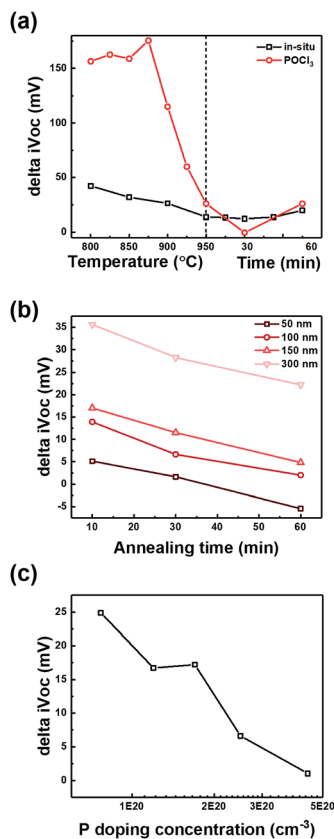 (a)
in-situ
POCl₃
delta iVoc (mV)
150
100
50
0
800 850 900 950 30 60
Temperature (°C) Time (min)
(b)
50 nm
100 nm
150 nm
300 nm
delta iVoc (mV)
35
30
25
20
15
10
5
0
-5
10 20 30 40 50 60
Annealing time (min)
(c)
delta iVoc (mV)
25
20
15
10
5
0
1E20 2E20 3E20 4E20 5E20
P doping concentration (cm⁻³)